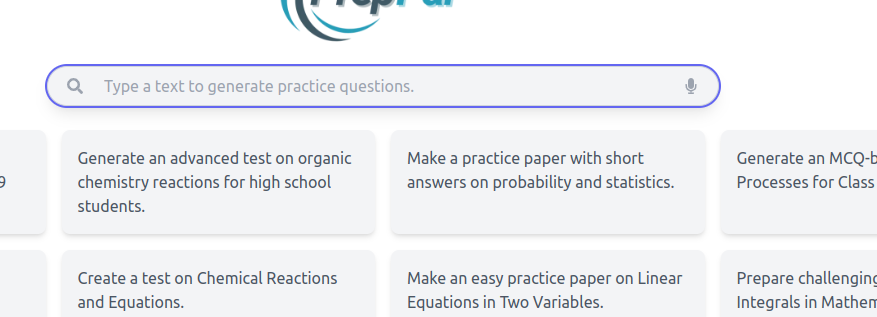 PrepPal
Type a text to generate practice questions.
9
Generate an advanced test on organic
chemistry reactions for high school
students.
Make a practice paper with short
answers on probability and statistics.
Generate an MCQ-b
Processes for Class
Create a test on Chemical Reactions
and Equations.
Make an easy practice paper on Linear
Equations in Two Variables.
Prepare challenging
Integrals in Mathem